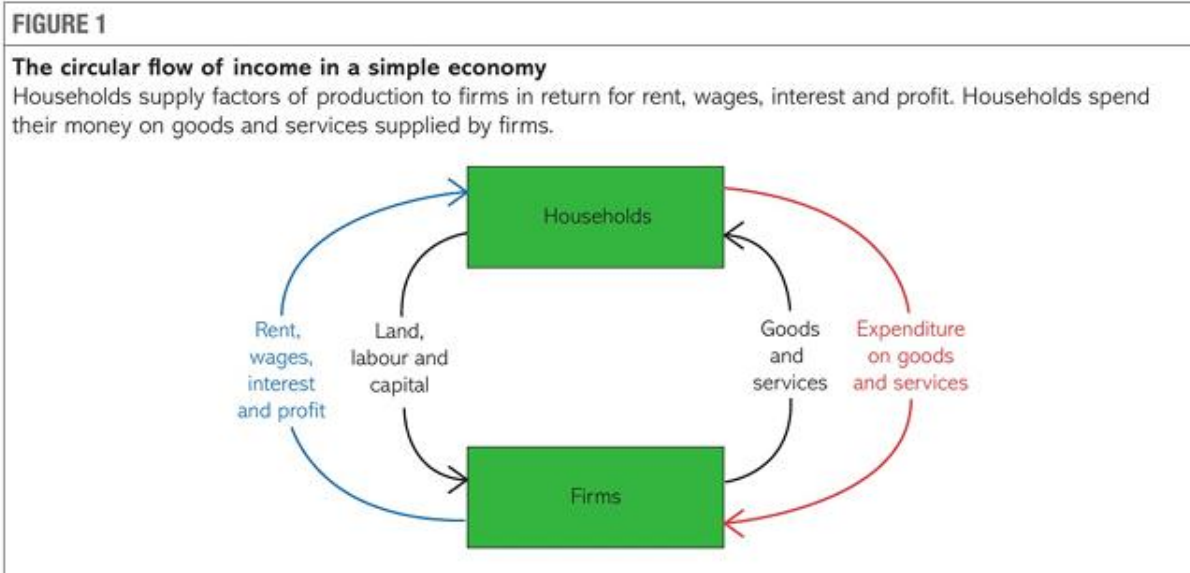 FIGURE 1
The circular flow of income in a simple economy
Households supply factors of production to firms in return for rent, wages, interest and profit. Households spend
their money on goods and services supplied by firms.
Households
Rent,
wages,
interest
and profit
Land,
labour and
capital
Goods
and
services
Expenditure
on goods
and services
Firms